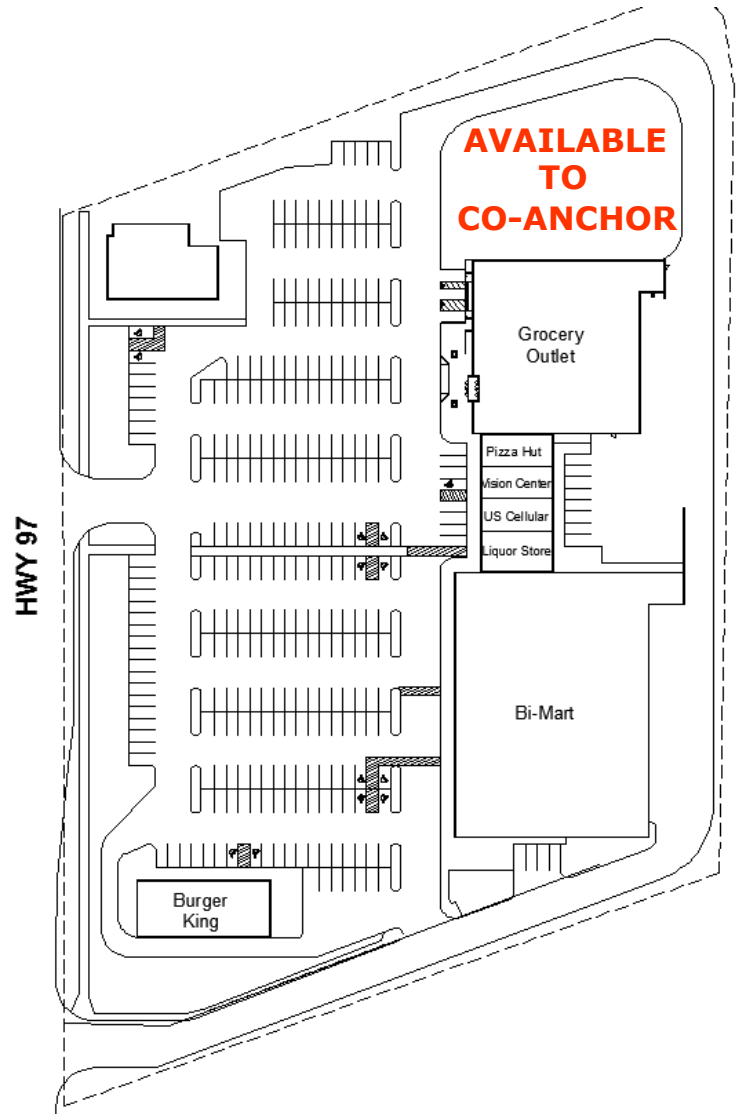 AVAILABLE
TO
CO-ANCHOR
Grocery
Outlet
Pizza Hut
Vision Center
US Cellular
Liquor Store
HWY 97
Bi-Mart
Burger
King